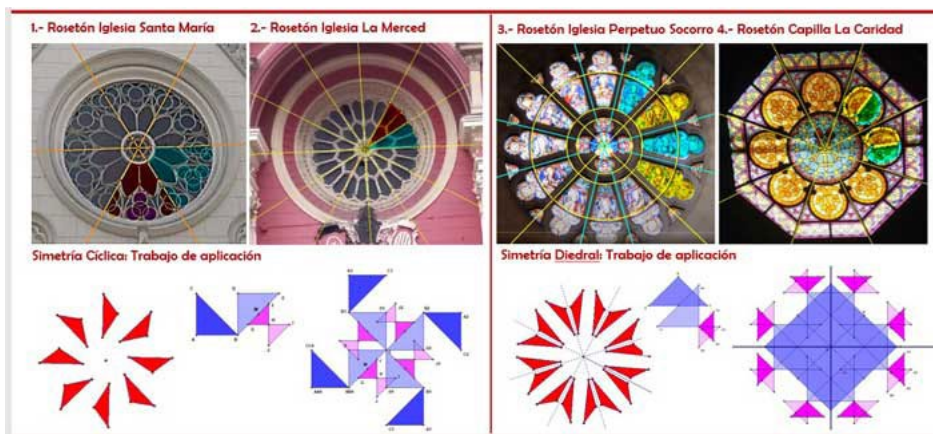 1.- Rosetón Iglesia Santa María
2.- Rosetón Iglesia La Merced
3.- Rosetón Iglesia Perpetuo Socorro
4.- Rosetón Capilla La Caridad
Simetría Cíclica: Trabajo de aplicación
Simetría Diedral: Trabajo de aplicación